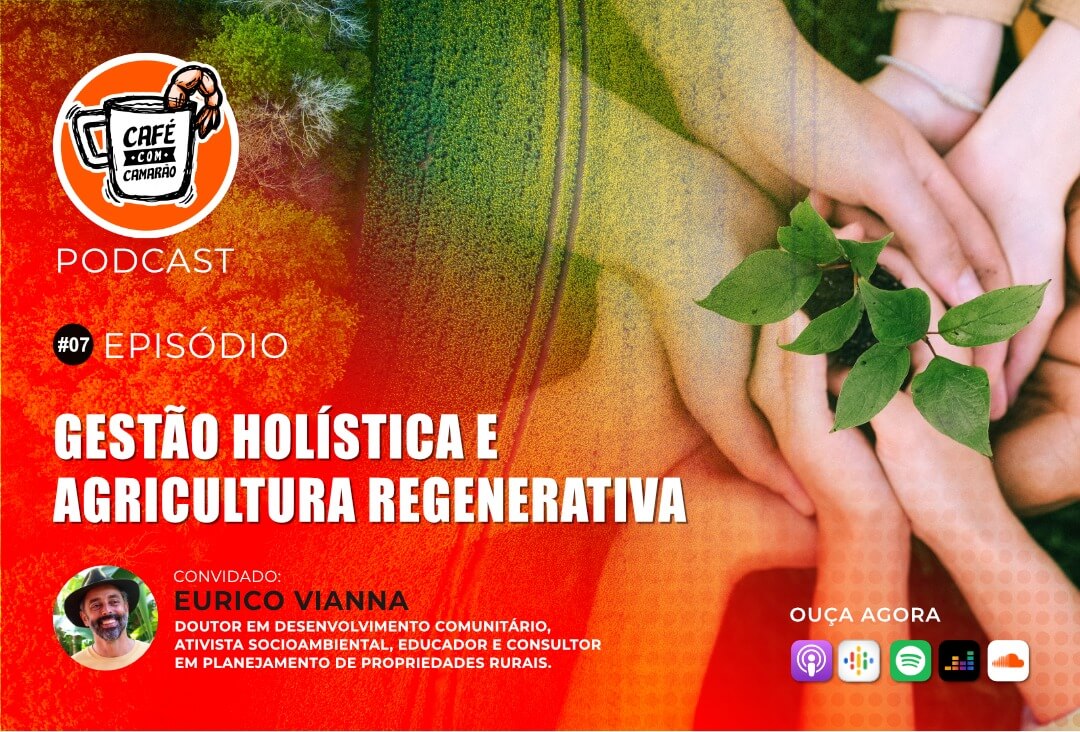 CAFÉ
COM
CAMARÃO
PODCAST
#07 EPISÓDIO
GESTÃO HOLÍSTICA E
AGRICULTURA REGENERATIVA
CONVIDADO:
EURICO VIANNA
DOUTOR EM DESENVOLVIMENTO COMUNITÁRIO,
ATIVISTA SOCIOAMBIENTAL, EDUCADOR E CONSULTOR
EM PLANEJAMENTO DE PROPRIEDADES RURAIS.
OUÇA AGORA